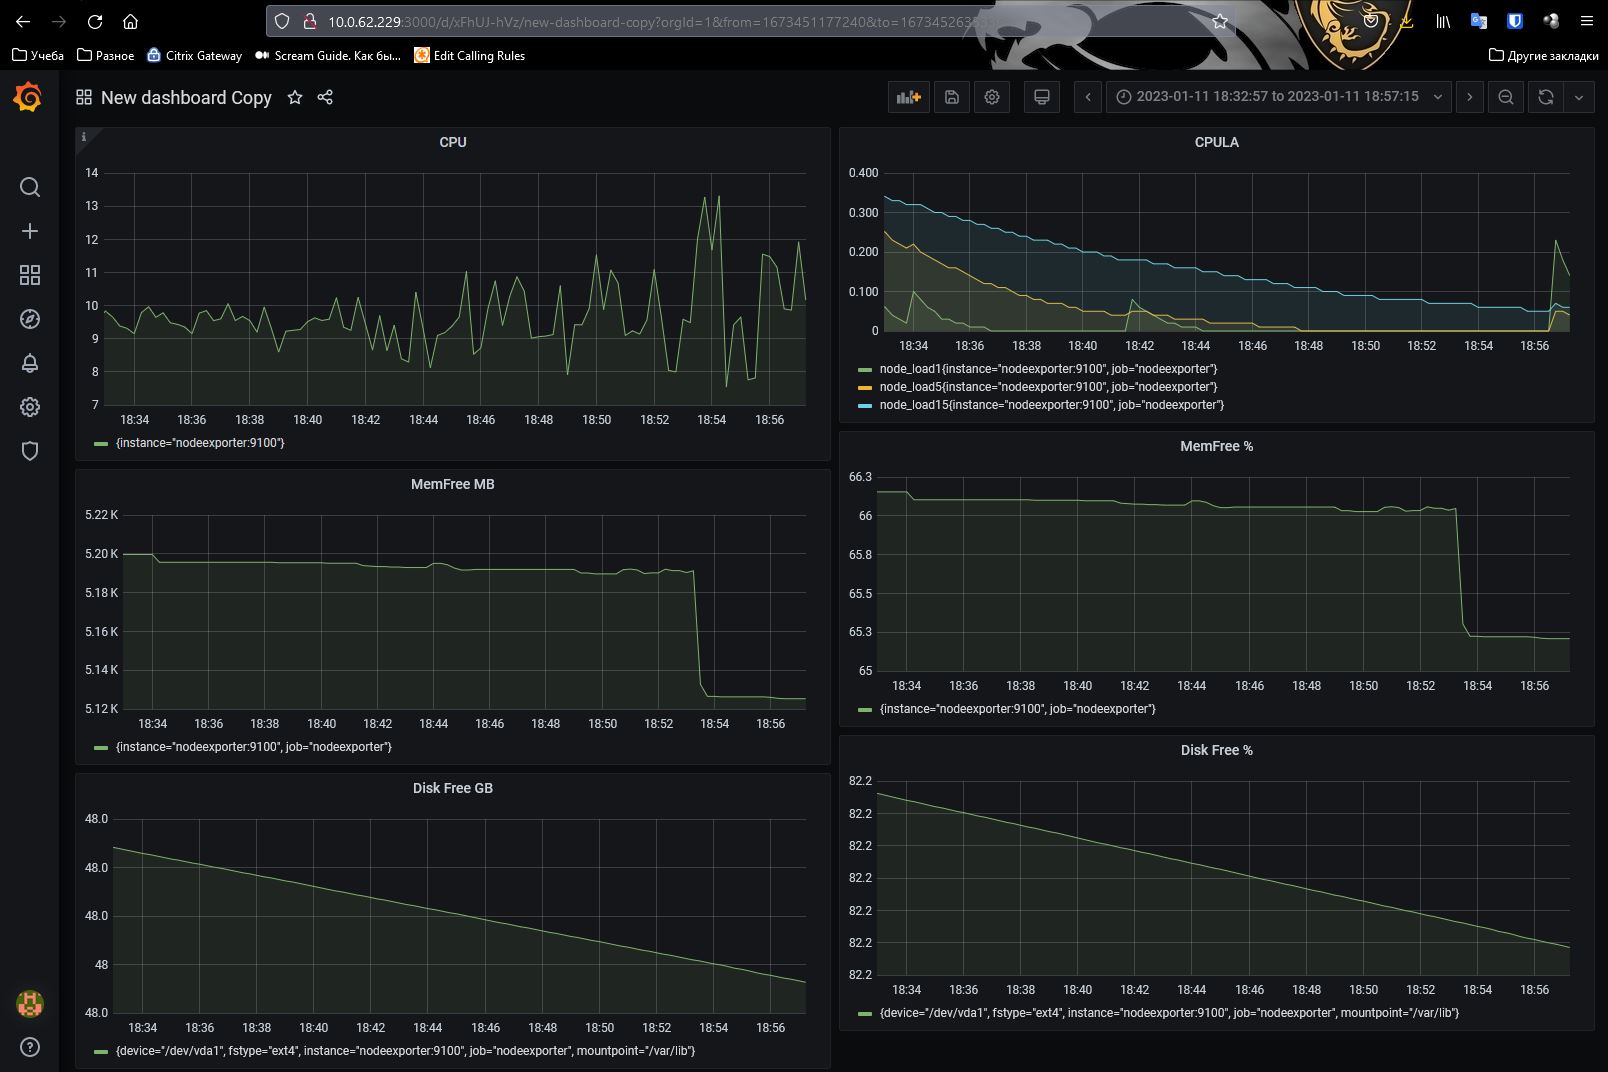 10.0.62.229:3000/d/xFhUJ-hVz/new-dashboard-copy?orgId=1&from=1673451177240&to=16734526
Учеба Разное Citrix Gateway Scream Guide. Как бы... Edit Calling Rules Другие закладки
New dashboard Copy 2023-01-11 18:32:57 to 2023-01-11 18:57:15
CPU
14
13
12
11
10
9
8
7
18:34 18:36 18:38 18:40 18:42 18:44 18:46 18:48 18:50 18:52 18:54 18:56
{instance="nodeexporter:9100"}
CPULA
0.400
0.300
0.200
0.100
0
18:34 18:36 18:38 18:40 18:42 18:44 18:46 18:48 18:50 18:52 18:54 18:56
node_load1{instance="nodeexporter:9100", job="nodeexporter"}
node_load5{instance="nodeexporter:9100", job="nodeexporter"}
node_load15{instance="nodeexporter:9100", job="nodeexporter"}
MemFree MB
5.22 K
5.20 K
5.18 K
5.16 K
5.14 K
5.12 K
18:34 18:36 18:38 18:40 18:42 18:44 18:46 18:48 18:50 18:52 18:54 18:56
{instance="nodeexporter:9100", job="nodeexporter"}
MemFree %
66.3
66
65.8
65.5
65.3
65
18:34 18:36 18:38 18:40 18:42 18:44 18:46 18:48 18:50 18:52 18:54 18:56
{instance="nodeexporter:9100", job="nodeexporter"}
Disk Free GB
48.0
48.0
48.0
48
48.0
18:34 18:36 18:38 18:40 18:42 18:44 18:46 18:48 18:50 18:52 18:54 18:56
{device="/dev/vda1", fstype="ext4", instance="nodeexporter:9100", job="nodeexporter", mountpoint="/var/lib"}
Disk Free %
82.2
82.2
82.2
82.2
82.2
82.2
82.2
18:34 18:36 18:38 18:40 18:42 18:44 18:46 18:48 18:50 18:52 18:54 18:56
{device="/dev/vda1", fstype="ext4", instance="nodeexporter:9100", job="nodeexporter", mountpoint="/var/lib"}